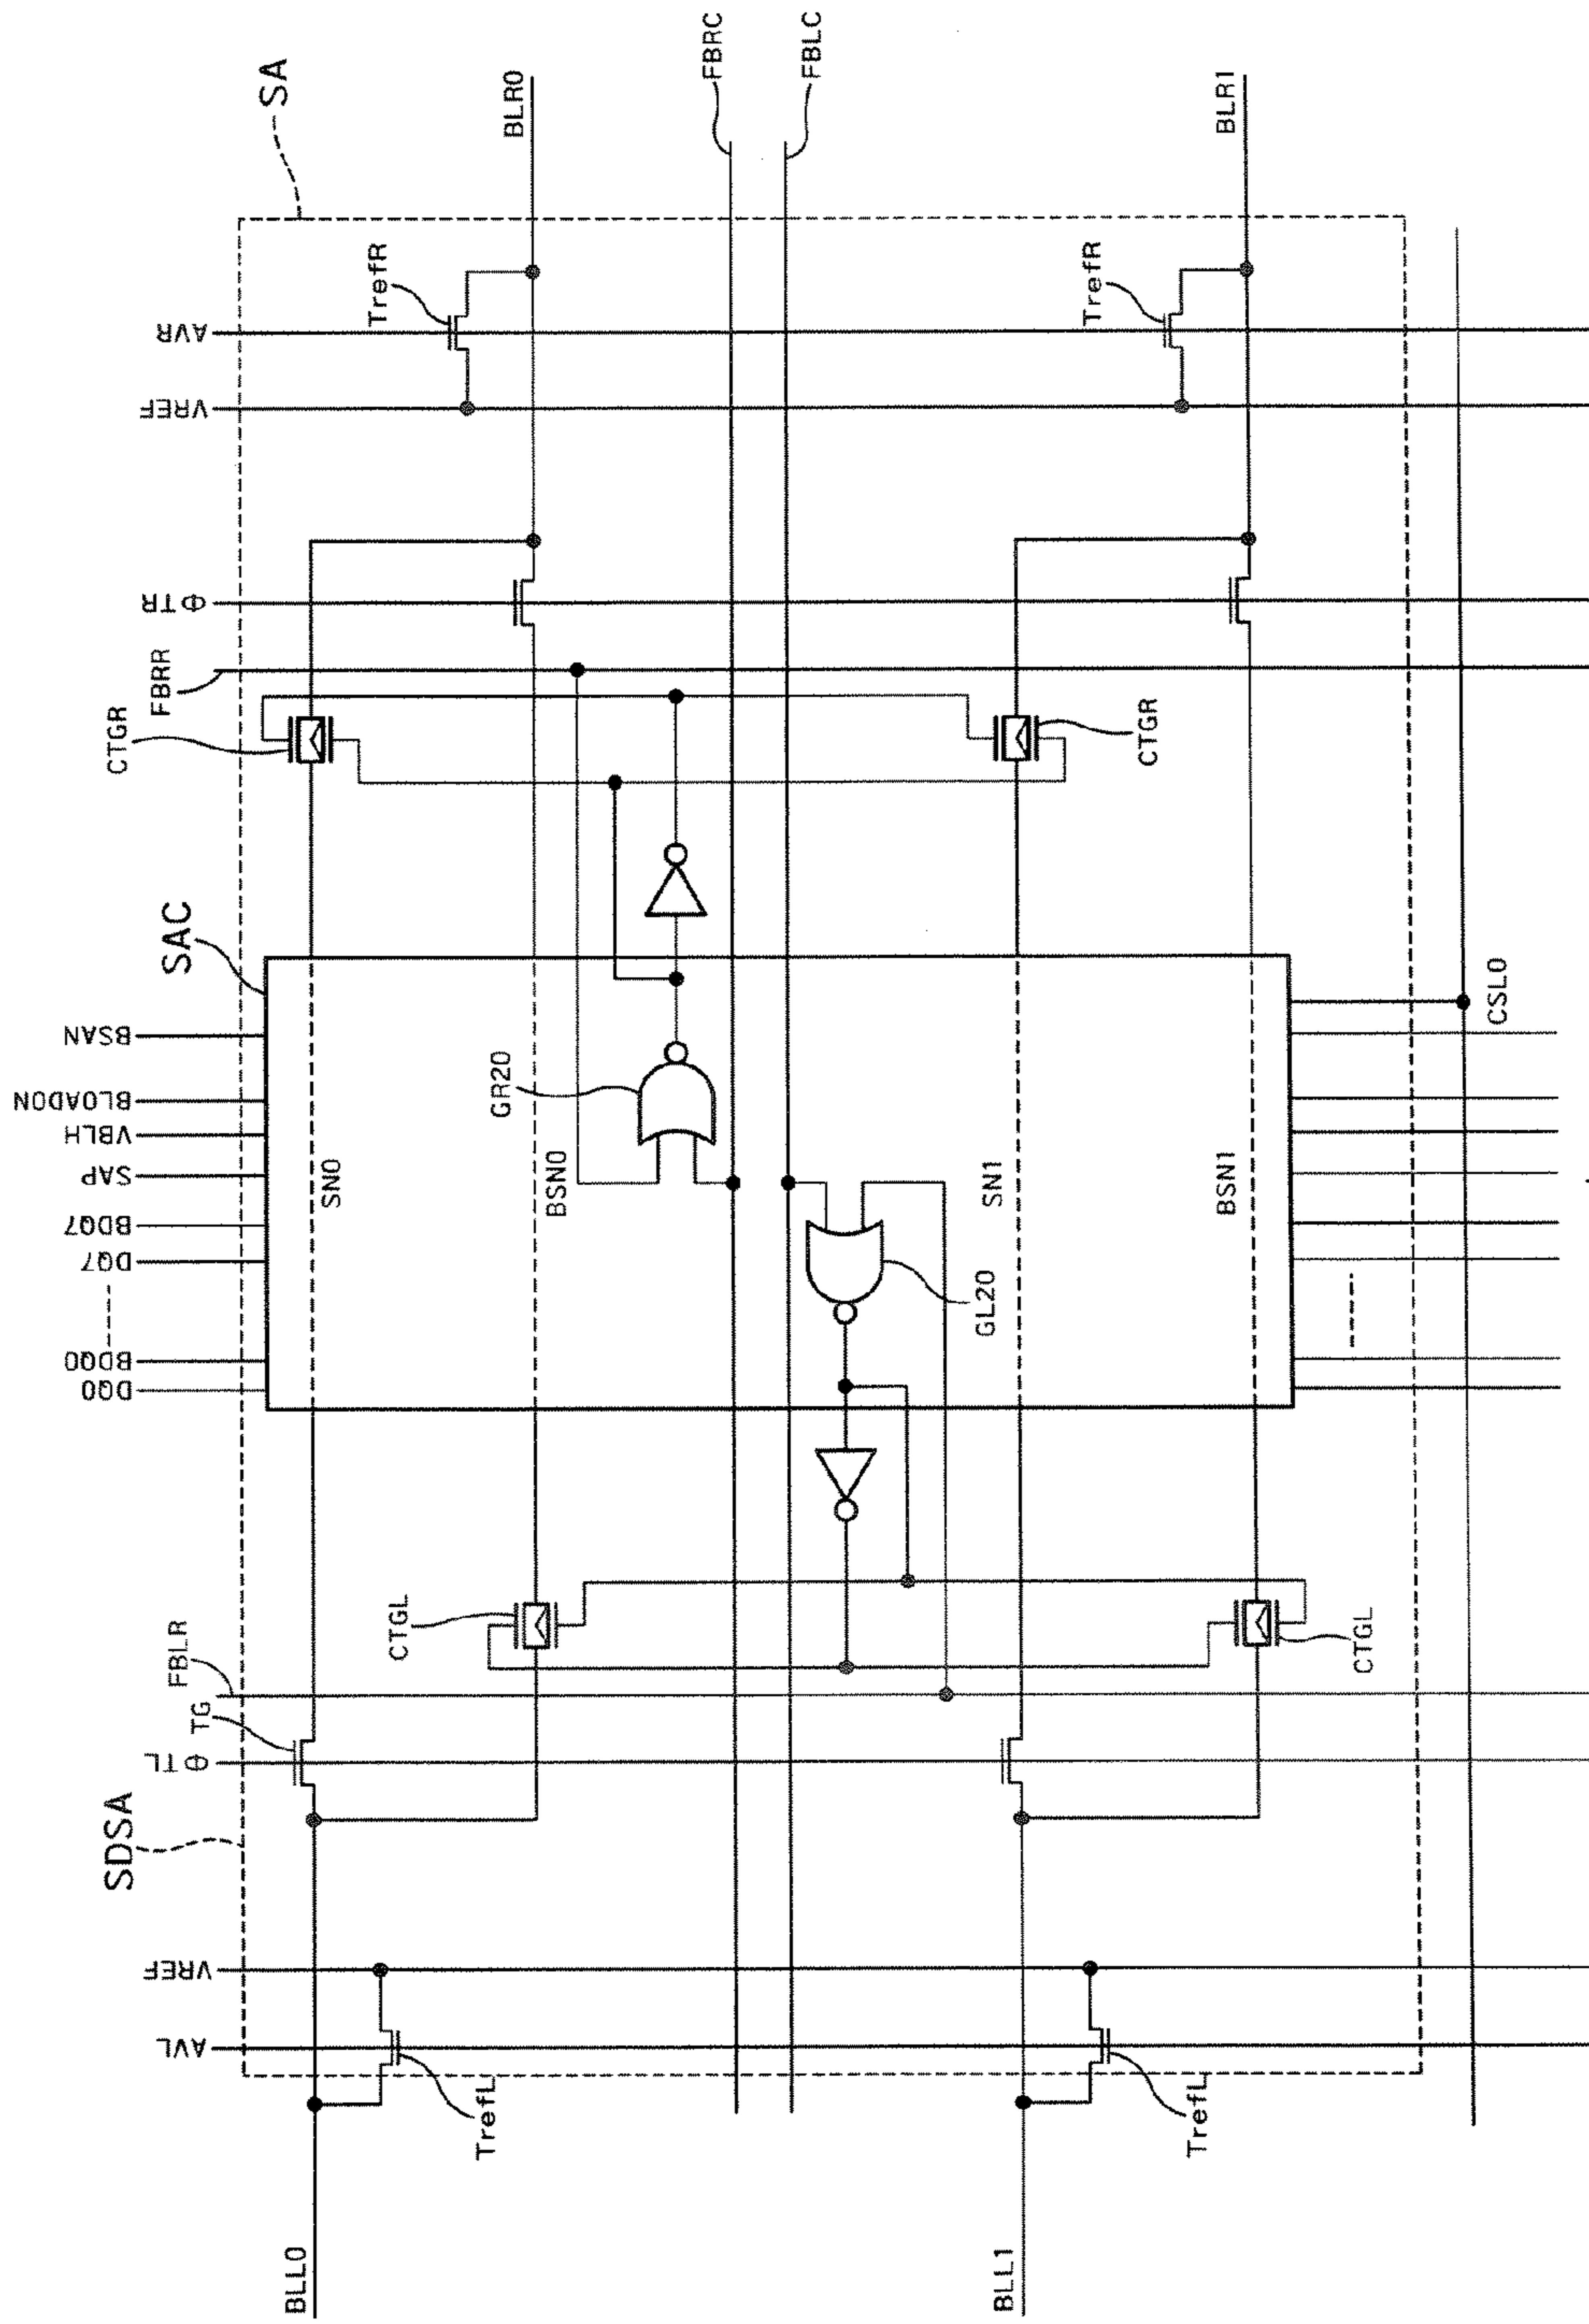 SA
BLR0
FBRC
FBLC
BLR1
AVR
VREF
TrefR
TrefR
ΦTR
FBRR
CTGR
CTGR
SAC
BSAN
BLOADON
VBLH
SAP
BDQ7
DQ7
BDQ0
DQ0
SN0
BSN0
GR20
GL20
SN1
BSN1
CSL0
CTGL
CTGL
FBLR
TG
ΘTL
SDSA
VREF
AVL
TrefL
TrefL
BLL0
BLL1